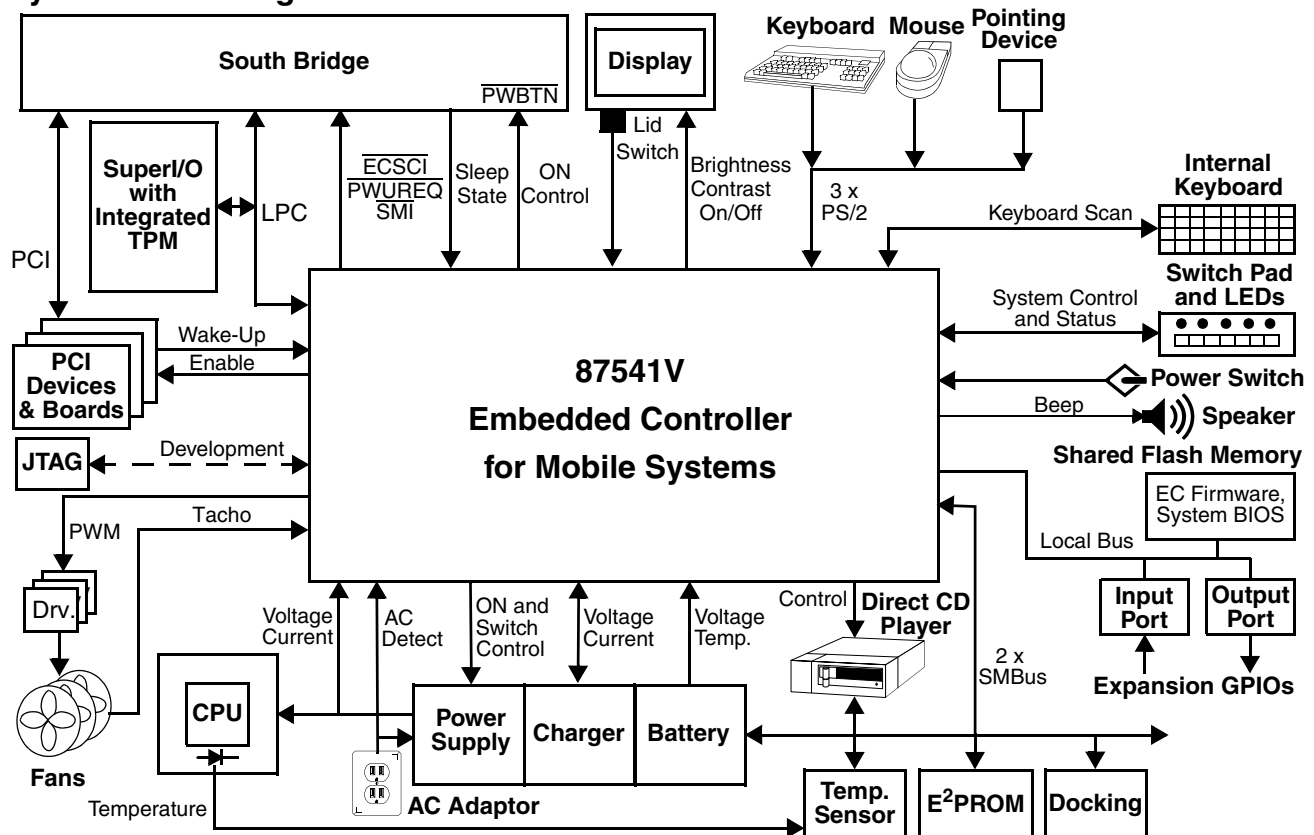 South Bridge
PWBTN
Display
Keyboard
Mouse
Pointing
Device
Lid
Switch
SuperI/O
with
Integrated
TPM
LPC
ECSCI
PWUREQ
SMI
Sleep
State
ON
Control
Brightness
Contrast
On/Off
3 x
PS/2
Internal
Keyboard
Keyboard Scan
PCI
Switch Pad
and LEDs
System Control
and Status
Wake-Up
Enable
PCI
Devices
& Boards
87541V
Embedded Controller
for Mobile Systems
Power Switch
Beep
Speaker
JTAG
Development
Shared Flash Memory
EC Firmware,
System BIOS
Tacho
PWM
Local Bus
Drv.
Voltage
Current
AC
Detect
ON and
Switch
Control
Voltage
Current
Voltage
Temp.
Control
Direct CD
Player
2 x
SMBus
Input
Port
Output
Port
Expansion GPIOs
CPU
Power
Supply
Charger
Battery
Fans
AC Adaptor
Temperature
Temp.
Sensor
E²PROM
Docking